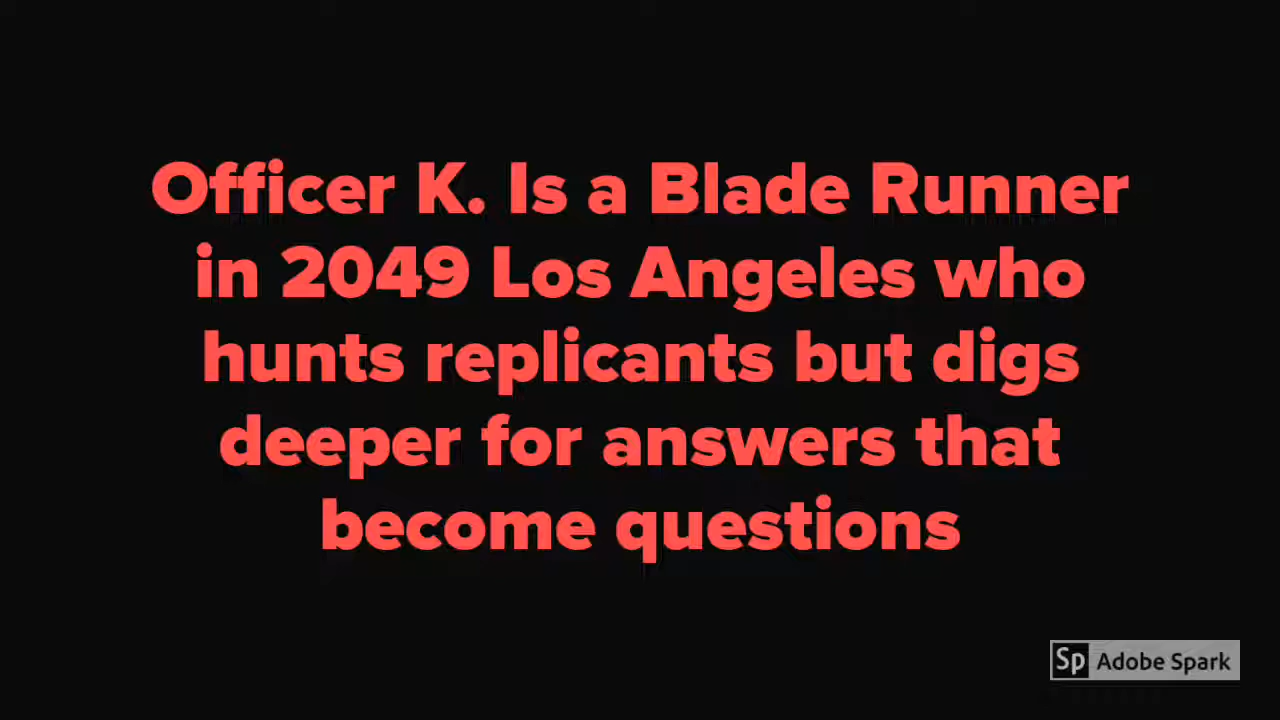 Officer K. Is a Blade Runner
in 2049 Los Angeles who
hunts replicants but digs
deeper for answers that
become questions
Sp Adobe Spark